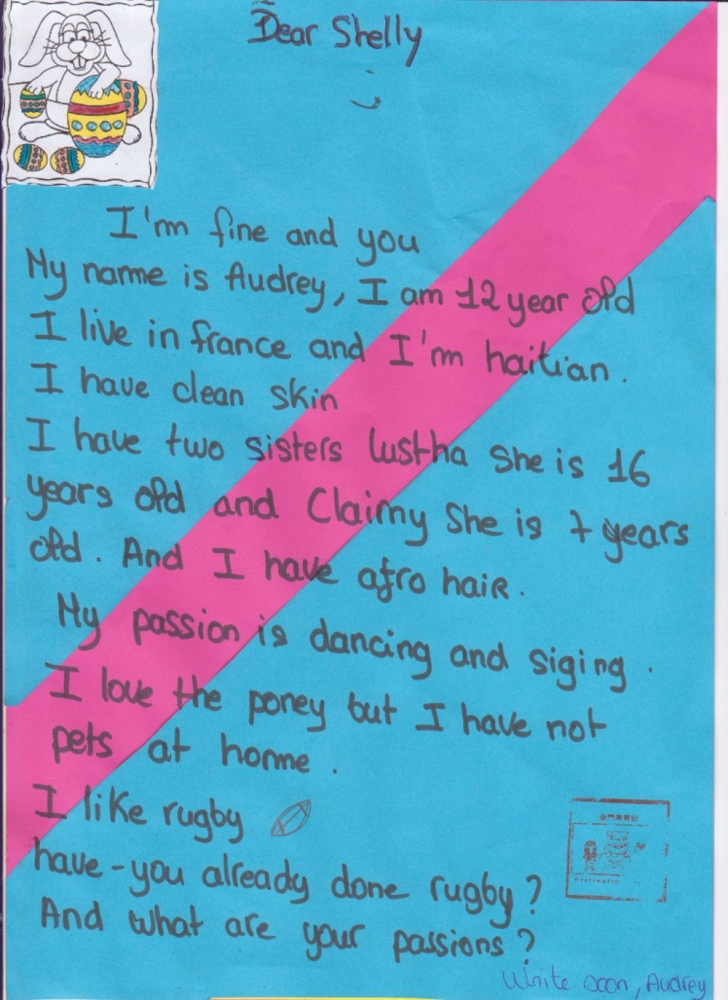 Dear Shelly
I'm fine and you
My name is Audrey, I am 12 year old
I live in france and I'm haitian.
I have clean skin
I have two sisters lustha She is 16
years old and Claimy She is 7 years
old. And I have afro hair.
My passion is dancing and siging.
I love the poney but I have not
pets at home.
I like rugby
have-you already done rugby?
And what are your passions?
Write soon, Audrey